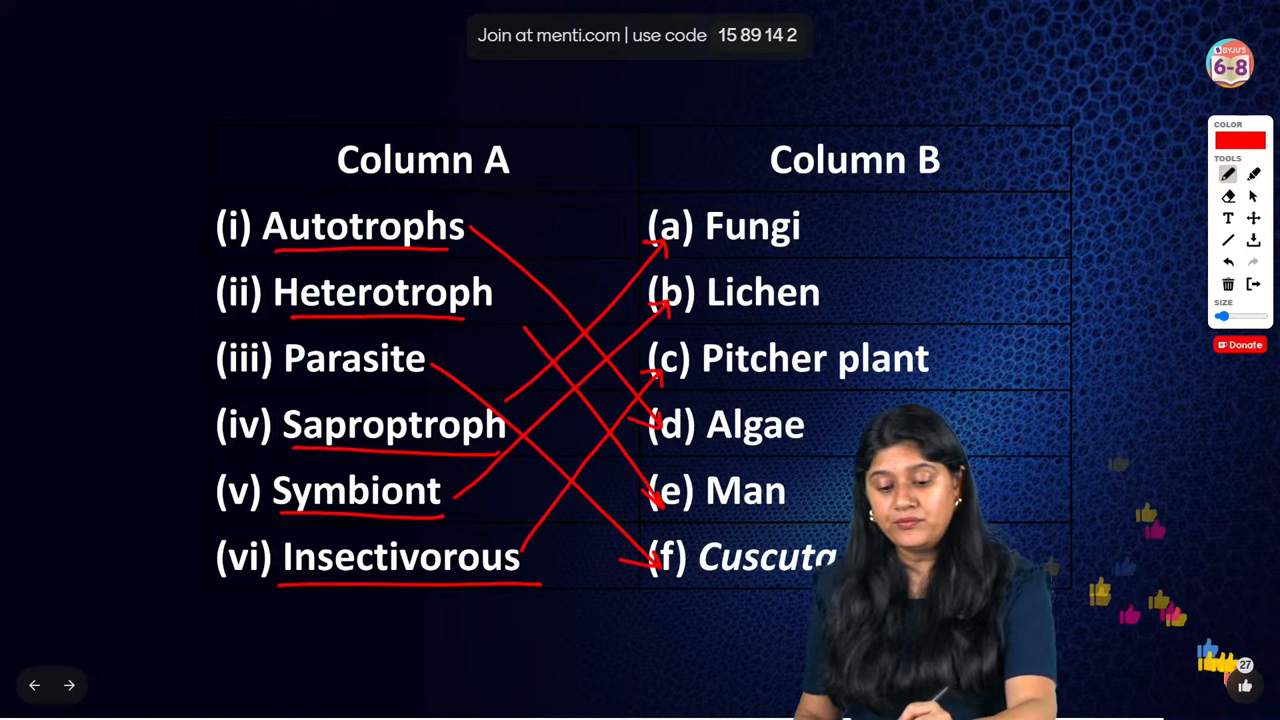 Join at menti.com | use code 15 89 14 2
BYJU'S
6-8
COLOR
TOOLS
T
SIZE
Donate
Column A
Column B
(i) Autotrophs
(a) Fungi
(ii) Heterotroph
(b) Lichen
(iii) Parasite
(c) Pitcher plant
(iv) Saproptroph
(d) Algae
(v) Symbiont
(e) Man
(vi) Insectivorous
(f) Cuscuta
27